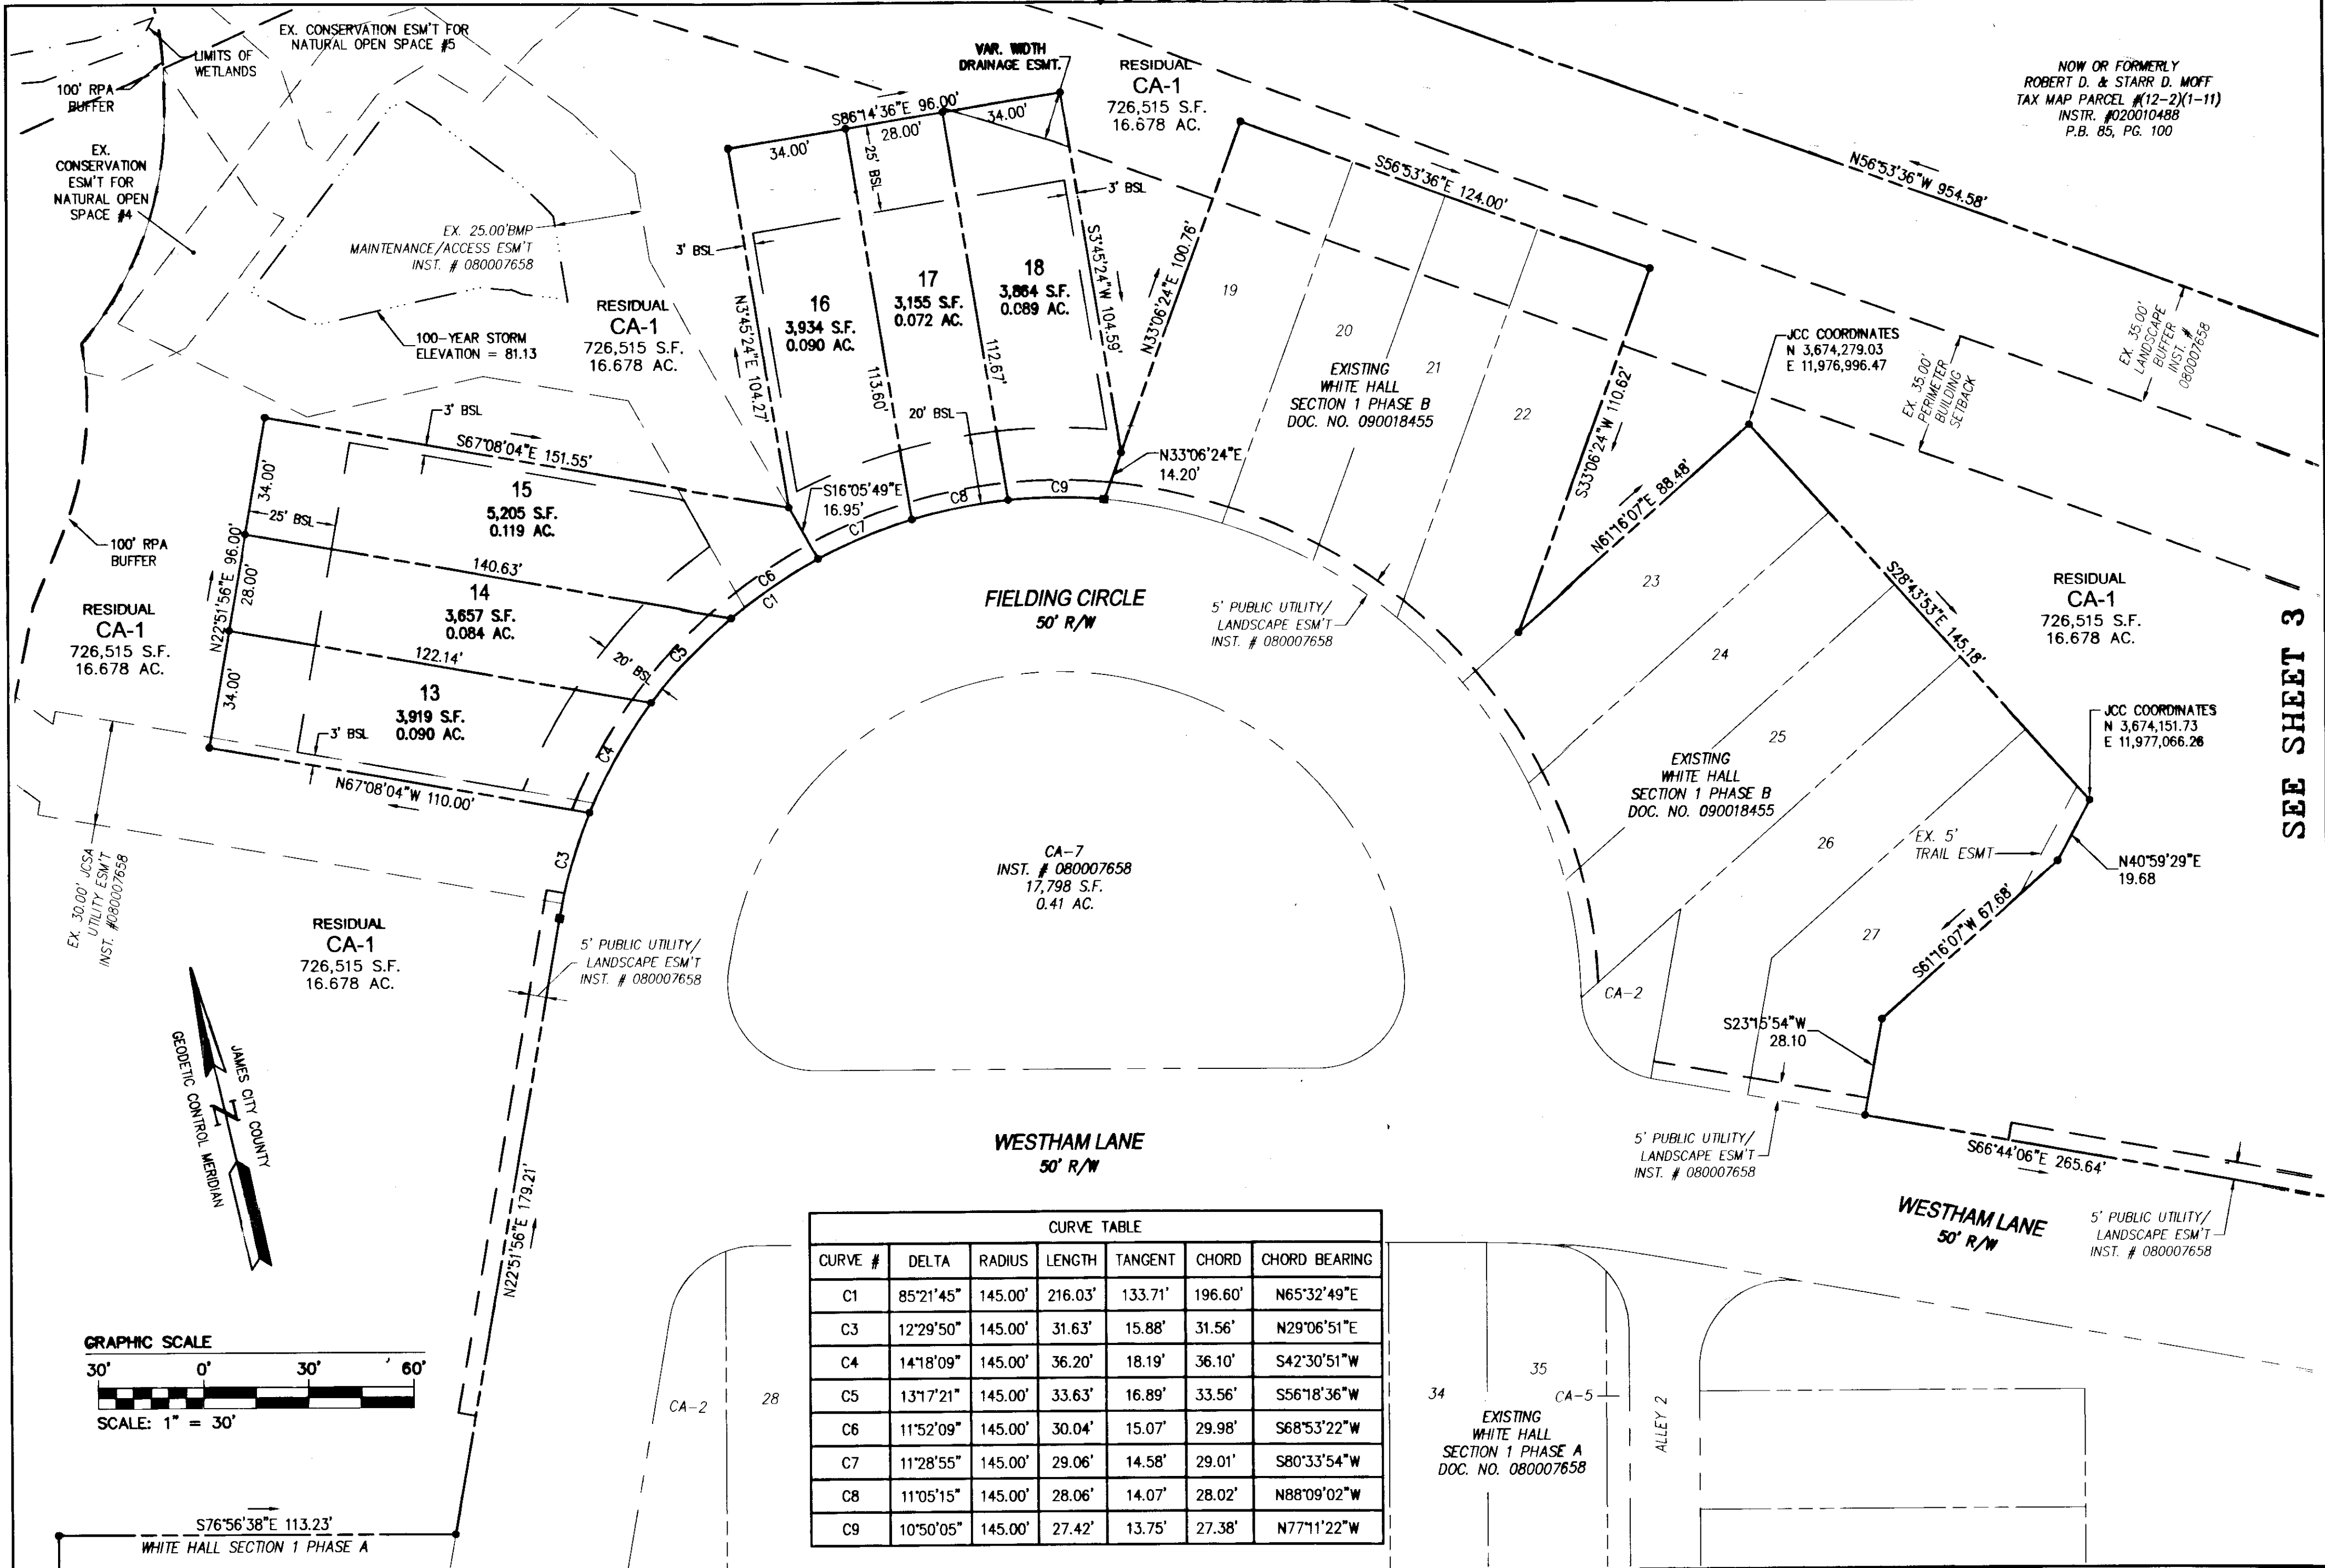 EX. CONSERVATION ESM'T FOR
NATURAL OPEN SPACE #5
LIMITS OF
WETLANDS
100' RPA
BUFFER
EX.
CONSERVATION
ESM'T FOR
NATURAL OPEN
SPACE #4
EX. 25.00'BMP
MAINTENANCE/ACCESS ESM'T
INST. # 080007658
100-YEAR STORM
ELEVATION = 81.13
RESIDUAL
CA-1
726,515 S.F.
16.678 AC.
VAR. WIDTH
DRAINAGE ESMT.
RESIDUAL
CA-1
726,515 S.F.
16.678 AC.
NOW OR FORMERLY
ROBERT D. & STARR D. MOFF
TAX MAP PARCEL #(12-2)(1-11)
INSTR. #020010488
P.B. 85, PG. 100
N56°53'36"W 954.58'
S86°14'36"E 96.00'
34.00'
28.00'
34.00'
25' BSL
3' BSL
3' BSL
N3°45'24"E 104.27'
16
3,934 S.F.
0.090 AC.
113.60'
17
3,155 S.F.
0.072 AC.
112.67'
18
3,864 S.F.
0.089 AC.
S3°45'24"W 104.59'
20' BSL
N33°06'24"E 100.76'
S56°53'36"E 124.00'
19
20
21
22
EXISTING
WHITE HALL
SECTION 1 PHASE B
DOC. NO. 090018455
S33°06'24"W 110.62'
N33°06'24"E
14.20'
S16°05'49"E
16.95'
JCC COORDINATES
N 3,674,279.03
E 11,976,996.47
EX. 35.00'
PERIMETER
BUILDING
SETBACK
EX. 35.00'
LANDSCAPE
BUFFER
INST. #
080007658
3' BSL
S67°08'04"E 151.55'
34.00'
25' BSL
15
5,205 S.F.
0.119 AC.
140.63'
N22°51'56"E 96.00'
28.00'
14
3,657 S.F.
0.084 AC.
122.14'
20' BSL
34.00'
13
3,919 S.F.
0.090 AC.
3' BSL
N67°08'04"W 110.00'
100' RPA
BUFFER
RESIDUAL
CA-1
726,515 S.F.
16.678 AC.
C3
C4
C5
C6
C1
C7
C8
C9
FIELDING CIRCLE
50' R/W
5' PUBLIC UTILITY/
LANDSCAPE ESM'T
INST. # 080007658
N61°16'07"E 88.48'
23
24
25
26
27
S28°43'53"E 145.18'
RESIDUAL
CA-1
726,515 S.F.
16.678 AC.
SEE SHEET 3
JCC COORDINATES
N 3,674,151.73
E 11,977,066.26
EXISTING
WHITE HALL
SECTION 1 PHASE B
DOC. NO. 090018455
EX. 5'
TRAIL ESMT
N40°59'29"E
19.68
S61°16'07"W 67.68'
CA-2
S23°15'54"W
28.10
EX. 30.00' JCSA
UTILITY ESM'T
INST. #080007658
RESIDUAL
CA-1
726,515 S.F.
16.678 AC.
5' PUBLIC UTILITY/
LANDSCAPE ESM'T
INST. # 080007658
CA-7
INST. # 080007658
17,798 S.F.
0.41 AC.
JAMES CITY COUNTY
GEODETIC CONTROL MERIDIAN
N
N22°51'56"E 179.21'
WESTHAM LANE
50' R/W
5' PUBLIC UTILITY/
LANDSCAPE ESM'T
INST. # 080007658
S66°44'06"E 265.64'
WESTHAM LANE
50' R/W
5' PUBLIC UTILITY/
LANDSCAPE ESM'T
INST. # 080007658
GRAPHIC SCALE
30' 0' 30' 60'
SCALE: 1" = 30'
S76°56'38"E 113.23'
WHITE HALL SECTION 1 PHASE A
CA-2
28
CURVE TABLE
CURVE # DELTA RADIUS LENGTH TANGENT CHORD CHORD BEARING
C1 85°21'45" 145.00' 216.03' 133.71' 196.60' N65°32'49"E
C3 12°29'50" 145.00' 31.63' 15.88' 31.56' N29°06'51"E
C4 14°18'09" 145.00' 36.20' 18.19' 36.10' S42°30'51"W
C5 13°17'21" 145.00' 33.63' 16.89' 33.56' S56°18'36"W
C6 11°52'09" 145.00' 30.04' 15.07' 29.98' S68°53'22"W
C7 11°28'55" 145.00' 29.06' 14.58' 29.01' S80°33'54"W
C8 11°05'15" 145.00' 28.06' 14.07' 28.02' N88°09'02"W
C9 10°50'05" 145.00' 27.42' 13.75' 27.38' N77°11'22"W
34
35
CA-5
EXISTING
WHITE HALL
SECTION 1 PHASE A
DOC. NO. 080007658
ALLEY 2